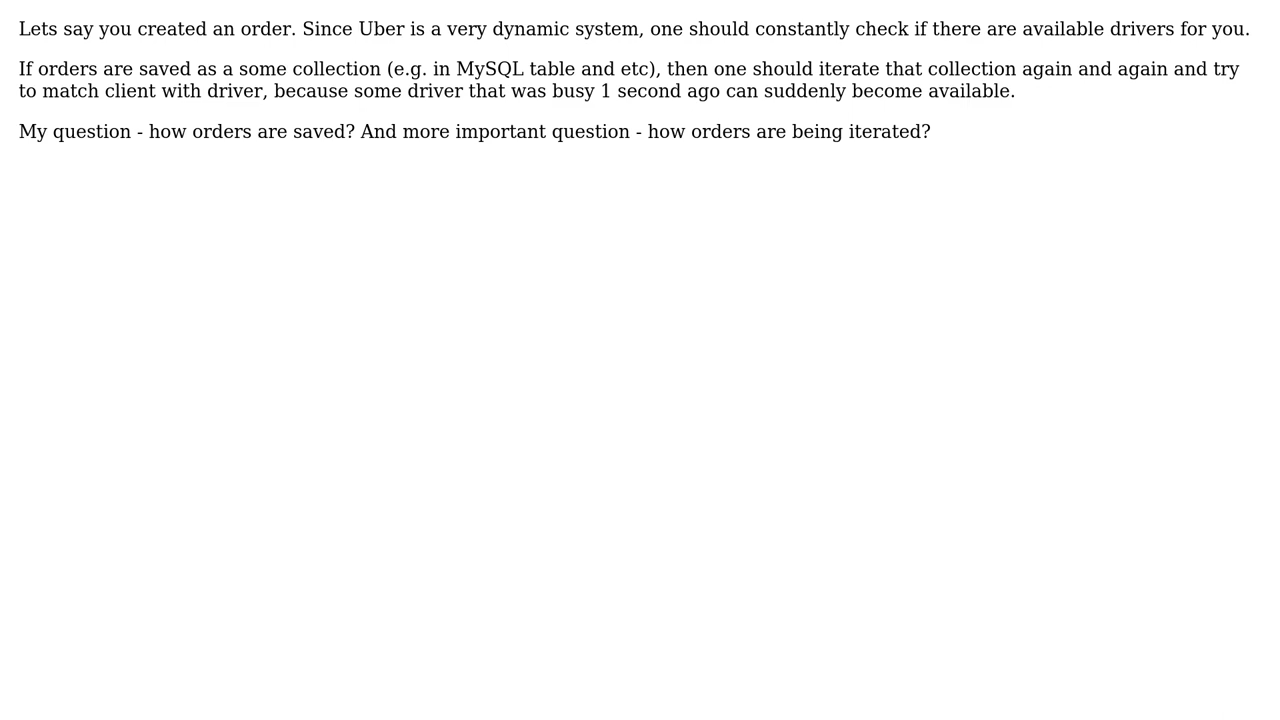 Lets say you created an order. Since Uber is a very dynamic system, one should constantly check if there are available drivers for you.
If orders are saved as a some collection (e.g. in MySQL table and etc), then one should iterate that collection again and again and try
to match client with driver, because some driver that was busy 1 second ago can suddenly become available.
My question - how orders are saved? And more important question - how orders are being iterated?